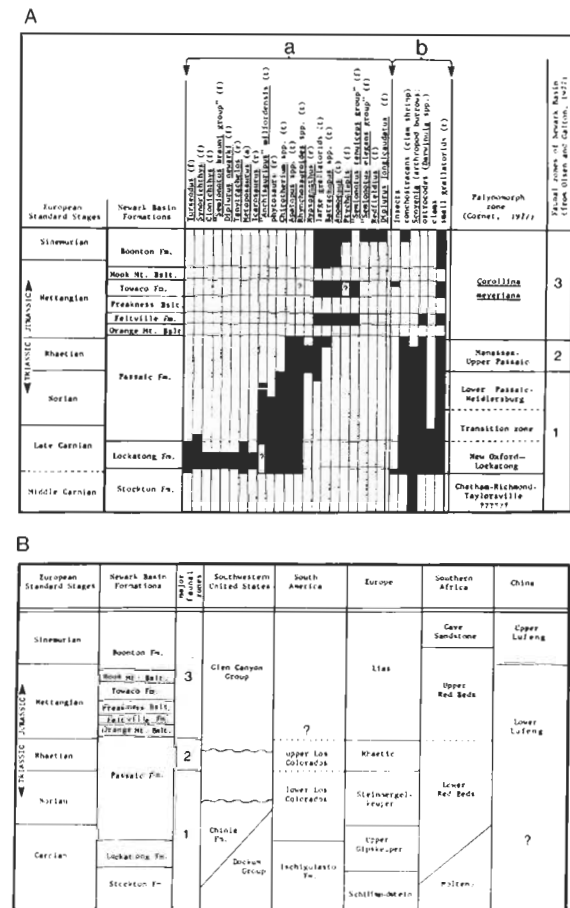 A
a
b
Turseodus (f)
Synorichthys (f)
Cionichthys (f)
"Semionotus brauni group" (f)
Diplurus newarki (f)
Tanytrachelos (r)
Metoposaurus (a)
Icarosaurus (r)
"Anchisauripus" milfordensis (t)
phytosaurs (r)
Chirotherium spp. (t)
Apatopus spp. (t)
Rhynchosauroides spp. (t)
Hypsognathus (r)
large grallatorids (t)
Batrachopus spp. (t)
Anomoepus (t)
Ptycholepis (f)
"Semionotus tenuiceps group" (f)
"Semionotus elegans group" (f)
Redfieldius (f)
Diplurus longicaudatus (f)
insects
conchostracans (clam shrimp)
Scoyenia (arthropod burrows)
ostracodes (Darwinula spp.)
clams
small grallatorids (t)
European
Standard Stages
Newark Basin
Formations
Palynomorph
zone
(Cornet, 1977)
Faunal Zones of Newark Basin
(from Olsen and Galton, 1977)
Sinemurian
Hettangian
Rhaetian
Norian
Late Carnian
Middle Carnian
TRIASSIC JURASSIC
Boonton Fm.
Hook Mt. Bslt.
Towaco Fm.
Preakness Bslt.
Feltville Fm.
Orange Mt. Bslt
Passaic Fm.
Lockatong Fm.
Stockton Fm.
?
?
?
Corollina
meyeriana
Manassas-
Upper Passaic
Lower Passaic-
Heidlersburg
Transition zone
New Oxford—
Lockatong
Chatham-Richmond-
Taylorsville
3
2
1
B
European
Standard Stages
Newark Basin
Formations
major
faunal zones
Southwestern
United States
South
America
Europe
Southern
Africa
China
Sinemurian
Hettangian
Rhaetian
Norian
Carnian
TRIASSIC JURASSIC
Boonton Fm.
Hook Mt. Bslt.
Towaco Fm.
Preakness Bslt.
Feltville Fm.
Orange Mt. Bslt.
Passaic Fm.
Lockatong Fm.
Stockton Fm
3
2
1
Glen Canyon
Group
Chinle
Fm.
Dockum
Group
?
upper Los
Colorados
lower Los
Colorados
Ischigualasto
Fm.
Lias
Rhaetic
Steinmergel-
keuper
Upper
Gipskeuper
Schilfsandstein
Cave
Sandstone
Upper
Red Beds
Lower
Red Beds
Molteno
Upper
Lufeng
Lower
Lufeng
?